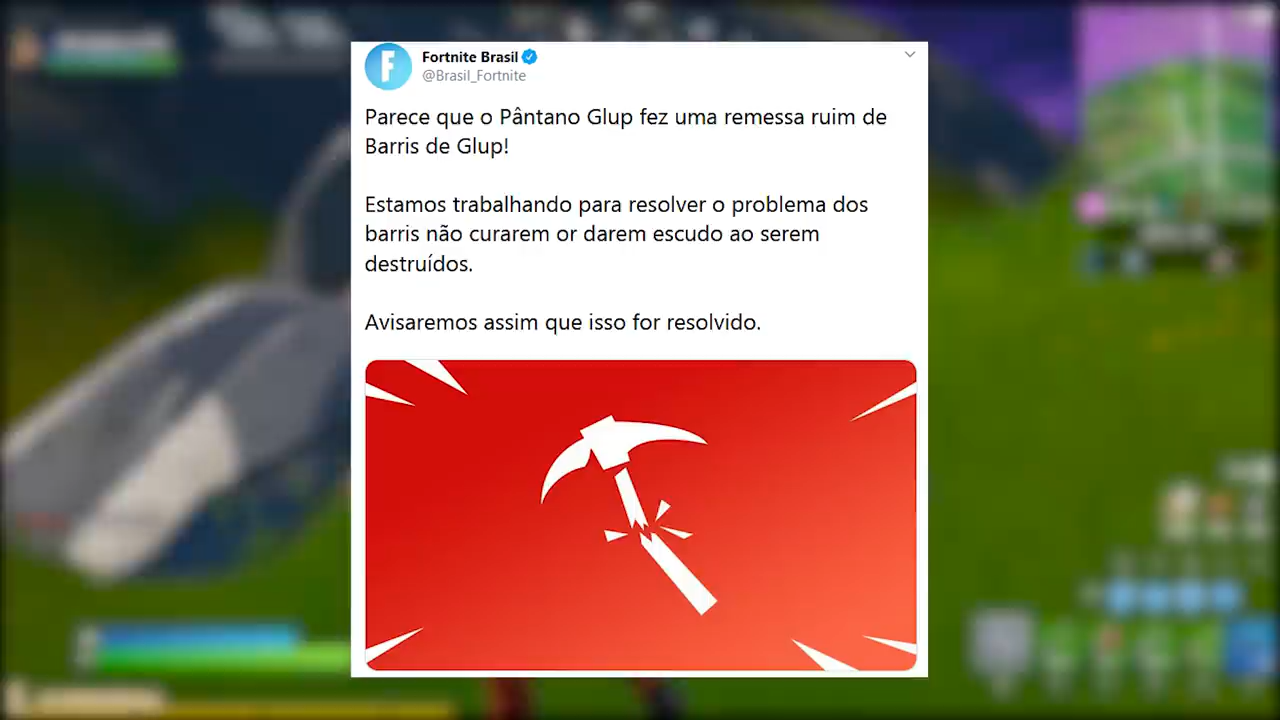 Fortnite Brasil
@Brasil_Fortnite
Parece que o Pântano Glup fez uma remessa ruim de
Barris de Glup!
Estamos trabalhando para resolver o problema dos
barris não curarem or darem escudo ao serem
destruídos.
Avisaremos assim que isso for resolvido.